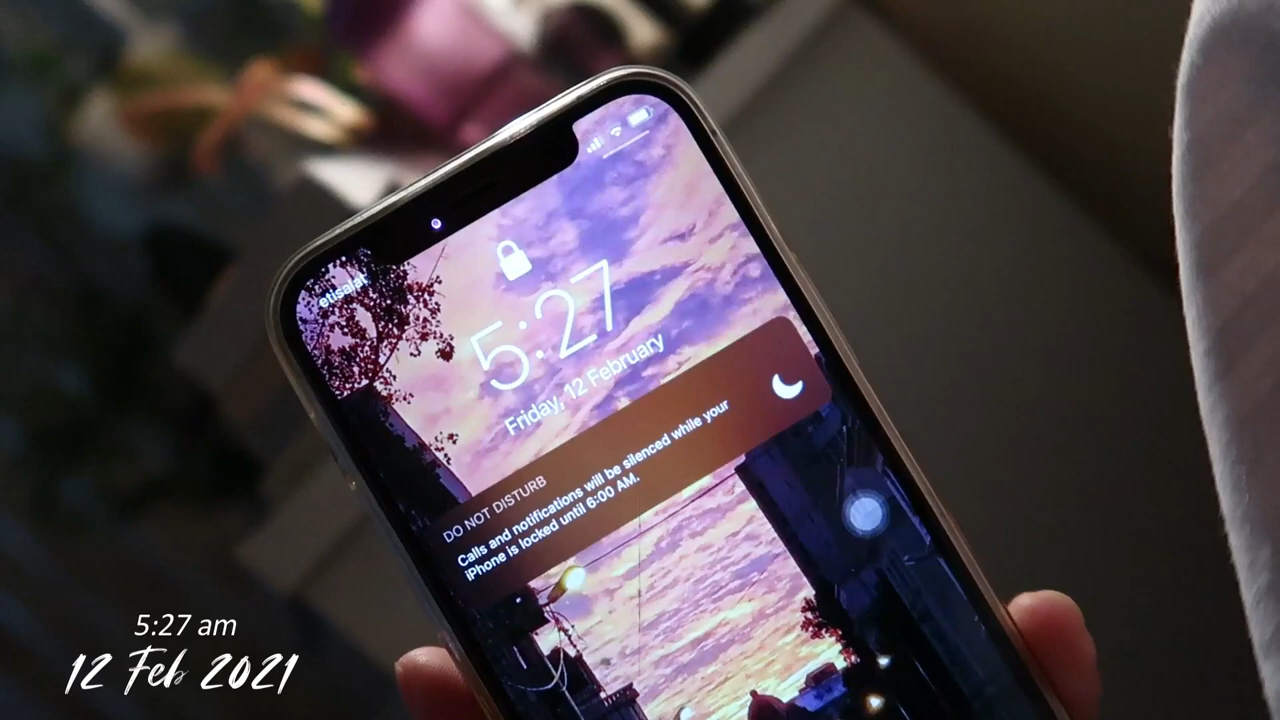 etisalat
5:27
Friday, 12 February
DO NOT DISTURB
Calls and notifications will be silenced while your
iPhone is locked until 6:00 AM.
5:27 am
12 Feb 2021